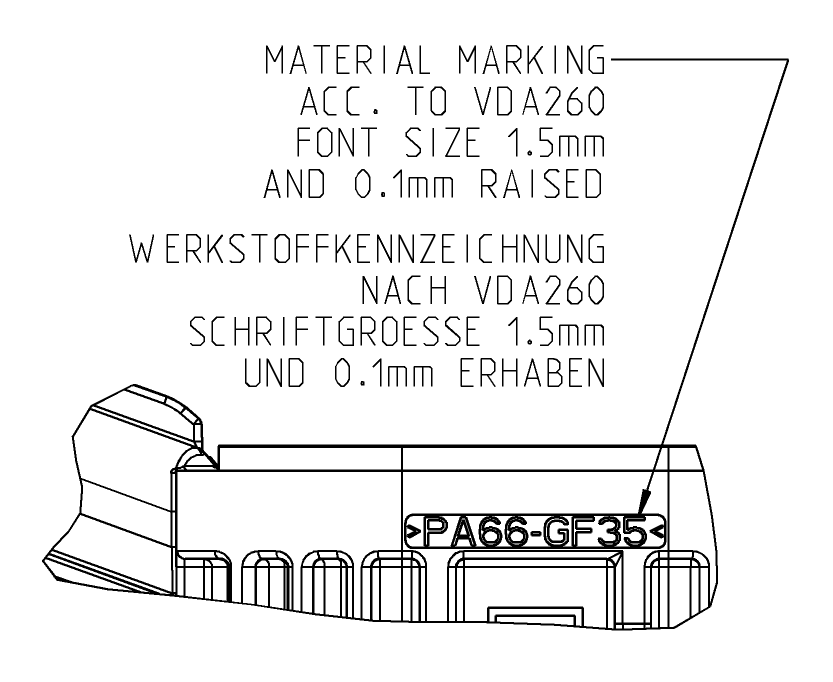 MATERIAL MARKING
ACC. TO VDA260
FONT SIZE 1.5mm
AND 0.1mm RAISED
WERKSTOFFKENNZEICHNUNG
NACH VDA260
SCHRIFTGROESSE 1.5mm
UND 0.1mm ERHABEN
>PA66-GF35<